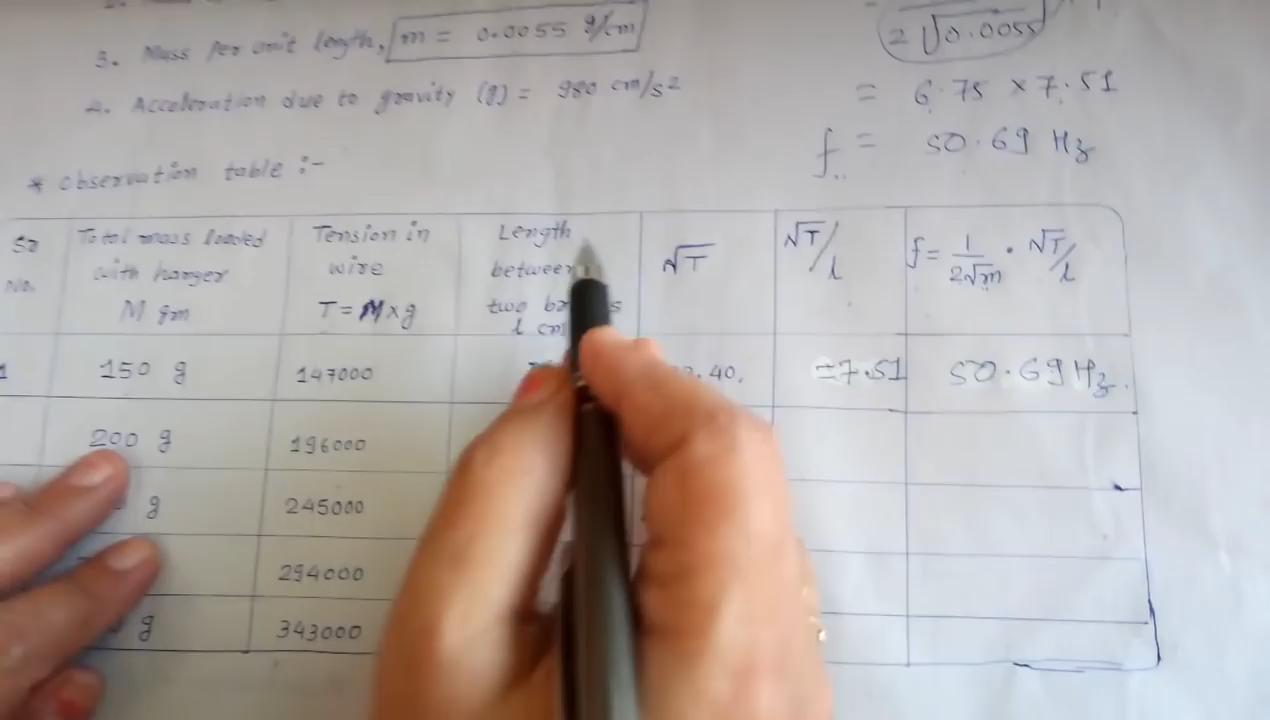 3. Mass per unit length, m = 0.0055 g/cm
2√0.0055
4. Acceleration due to gravity (g) = 980 cm/s²
= 6.75 × 7.51
f = 50.69 Hz
* Observation table :-
Sr No.
Total mass loaded with hanger M gm
Tension in wire T = M x g
Length between two l cm
√T
√T/l
f = 1/2√m · √T/l
1 150 g 147000 .40. = 7.51 50.69 Hz.
200 g 196000
g 245000
294000
g 343000